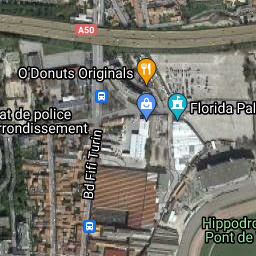 A50
O'Donuts Originals
Florida Pal
at de police
rrondissement
Bd Fifi Turin
Hippodro
Pont de